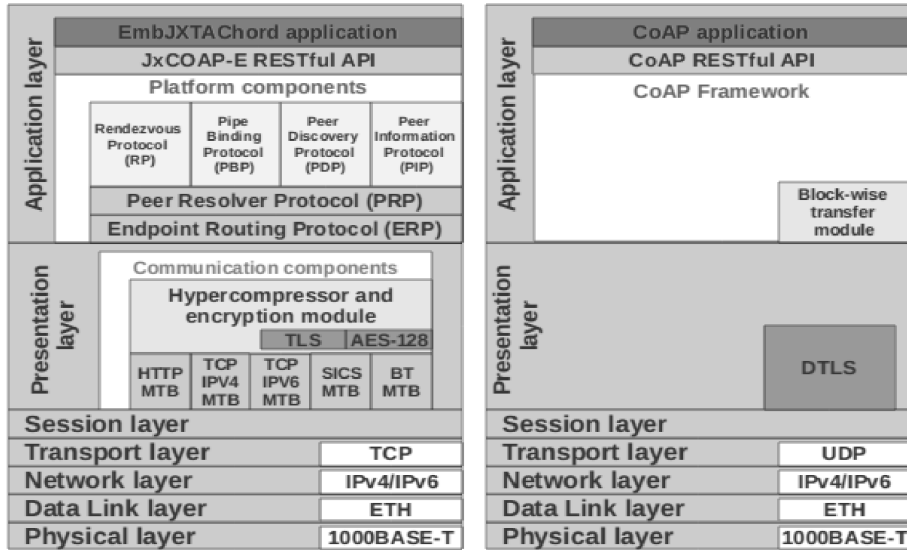 Application layer
EmbJXTAChord application
JxCOAP-E RESTful API
Platform components
Rendezvous
Protocol
(RP)
Pipe
Binding
Protocol
(PBP)
Peer
Discovery
Protocol
(PDP)
Peer
Information
Protocol
(PIP)
Peer Resolver Protocol (PRP)
Endpoint Routing Protocol (ERP)
Presentation
layer
Communication components
Hypercompressor and
encryption module
TLS
AES-128
HTTP
MTB
TCP
IPV4
MTB
TCP
IPV6
MTB
SICS
MTB
BT
MTB
Session layer
Transport layer
TCP
Network layer
IPv4/IPv6
Data Link layer
ETH
Physical layer
1000BASE-T
Application layer
CoAP application
CoAP RESTful API
CoAP Framework
Block-wise
transfer
module
Presentation
layer
DTLS
Session layer
Transport layer
UDP
Network layer
IPv4/IPv6
Data Link layer
ETH
Physical layer
1000BASE-T